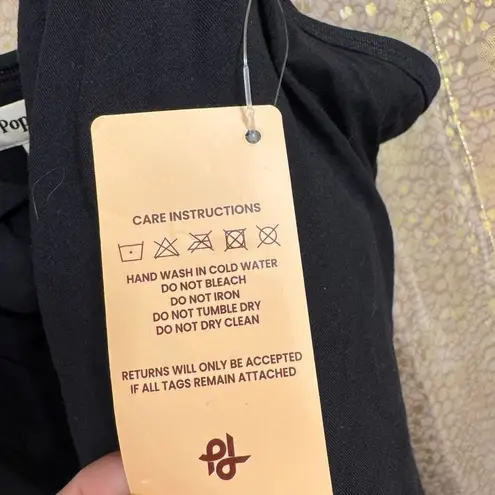 Pop
CARE INSTRUCTIONS
HAND WASH IN COLD WATER
DO NOT BLEACH
DO NOT IRON
DO NOT TUMBLE DRY
DO NOT DRY CLEAN
RETURNS WILL ONLY BE ACCEPTED
IF ALL TAGS REMAIN ATTACHED